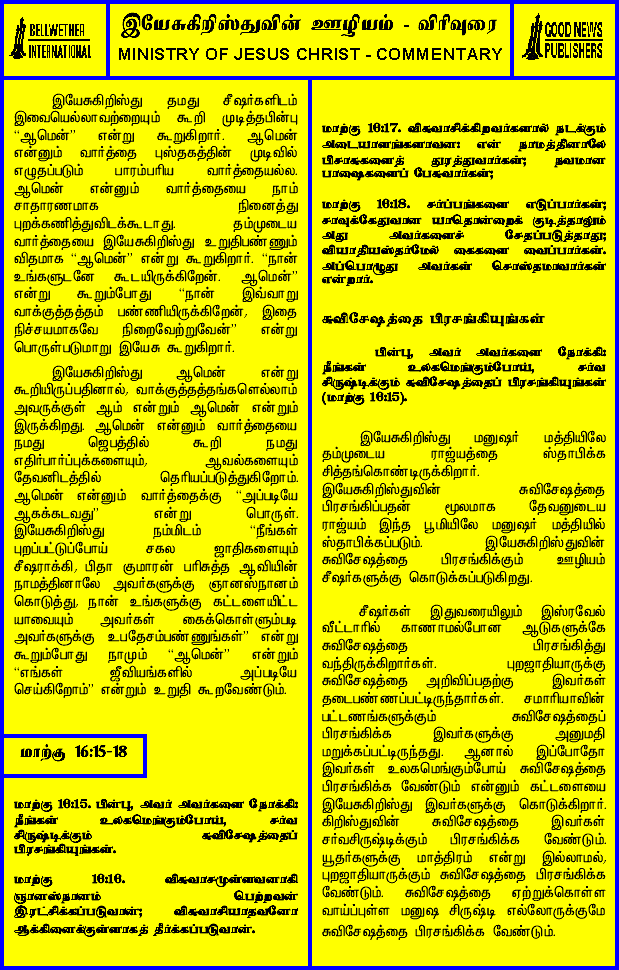 BELLWETHER
INTERNATIONAL
இயேசுகிறிஸ்துவின் ஊழியம் - விரிவுரை
MINISTRY OF JESUS CHRIST - COMMENTARY
GOOD NEWS
PUBLISHERS
இயேசுகிறிஸ்து தமது சீஷர்களிடம்
இவையெல்லாவற்றையும் கூறி முடித்தபின்பு
“ஆமென்” என்று கூறுகிறார். ஆமென்
என்னும் வார்த்தை புஸ்தகத்தின் முடிவில்
எழுதப்படும் பாரம்பரிய வார்த்தையல்ல.
ஆமென் என்னும் வார்த்தையை நாம்
சாதாரணமாக நினைத்து
புறக்கணித்துவிடக்கூடாது. தம்முடைய
வார்த்தையை இயேசுகிறிஸ்து உறுதிபண்ணும்
விதமாக “ஆமென்” என்று கூறுகிறார். “நான்
உங்களுடனே கூடயிருக்கிறேன். ஆமென்”
என்று கூறும்போது “நான் இவ்வாறு
வாக்குத்தத்தம் பண்ணியிருக்கிறேன், இதை
நிச்சயமாகவே நிறைவேற்றுவேன்” என்று
பொருள்படுமாறு இயேசு கூறுகிறார்.
இயேசுகிறிஸ்து ஆமென் என்று
கூறியிருப்பதினால், வாக்குத்தத்தங்களெல்லாம்
அவருக்குள் ஆம் என்றும் ஆமென் என்றும்
இருக்கிறது. ஆமென் என்னும் வார்த்தையை
நமது ஜெபத்தில் கூறி நமது
எதிர்பார்ப்புக்களையும், ஆவல்களையும்
தேவனிடத்தில் தெரியப்படுத்துகிறோம்.
ஆமென் என்னும் வார்த்தைக்கு “அப்படியே
ஆகக்கடவது” என்று பொருள்.
இயேசுகிறிஸ்து நம்மிடம் “நீங்கள்
புறப்பட்டுப்போய் சகல ஜாதிகளையும்
சீஷராக்கி, பிதா குமாரன் பரிசுத்த ஆவியின்
நாமத்தினாலே அவர்களுக்கு ஞானஸ்நானம்
கொடுத்து, நான் உங்களுக்கு கட்டளையிட்ட
யாவையும் அவர்கள் கைக்கொள்ளும்படி
அவர்களுக்கு உபதேசம்பண்ணுங்கள்” என்று
கூறும்போது நாமும் “ஆமென்” என்றும்
“எங்கள் ஜீவியங்களில் அப்படியே
செய்கிறோம்” என்றும் உறுதி கூறவேண்டும்.
மாற்கு 16:15-18
மாற்கு 16:15. பின்பு, அவர் அவர்களை நோக்கி:
நீங்கள் உலகமெங்கும்போய், சர்வ
சிருஷ்டிக்கும் சுவிசேஷத்தைப்
பிரசங்கியுங்கள்.
மாற்கு 16:16. விசுவாசமுள்ளவனாகி
ஞானஸ்நானம் பெற்றவன்
இரட்சிக்கப்படுவான்; விசுவாசியாதவனோ
ஆக்கினைக்குள்ளாகத் தீர்க்கப்படுவான்.
மாற்கு 16:17. விசுவாசிக்கிறவர்களால் நடக்கும்
அடையாளங்களாவன: என் நாமத்தினாலே
பிசாசுகளைத் துரத்துவார்கள்; நவமான
பாஷைகளைப் பேசுவார்கள்;
மாற்கு 16:18. சர்ப்பங்களை எடுப்பார்கள்;
சாவுக்கேதுவான யாதொன்றைக் குடித்தாலும்
அது அவர்களைச் சேதப்படுத்தாது;
வியாதியஸ்தர்மேல் கைகளை வைப்பார்கள்.
அப்பொழுது அவர்கள் சொஸ்தமாவார்கள்
என்றார்.
சுவிசேஷத்தை பிரசங்கியுங்கள்
பின்பு, அவர் அவர்களை நோக்கி:
நீங்கள் உலகமெங்கும்போய், சர்வ
சிருஷ்டிக்கும் சுவிசேஷத்தைப் பிரசங்கியுங்கள்
(மாற்கு 16:15).
இயேசுகிறிஸ்து மனுஷர் மத்தியிலே
தம்முடைய ராஜ்யத்தை ஸ்தாபிக்க
சித்தங்கொண்டிருக்கிறார்.
இயேசுகிறிஸ்துவின் சுவிசேஷத்தை
பிரசங்கிப்பதன் மூலமாக தேவனுடைய
ராஜ்யம் இந்த பூமியிலே மனுஷர் மத்தியில்
ஸ்தாபிக்கப்படும். இயேசுகிறிஸ்துவின்
சுவிசேஷத்தை பிரசங்கிக்கும் ஊழியம்
சீஷர்களுக்கு கொடுக்கப்படுகிறது.
சீஷர்கள் இதுவரையிலும் இஸ்ரவேல்
வீட்டாரில் காணாமல்போன ஆடுகளுக்கே
சுவிசேஷத்தை பிரசங்கித்து
வந்திருக்கிறார்கள். புறஜாதியாருக்கு
சுவிசேஷத்தை அறிவிப்பதற்கு இவர்கள்
தடைபண்ணப்பட்டிருந்தார்கள். சமாரியாவின்
பட்டணங்களுக்கும் சுவிசேஷத்தைப்
பிரசங்கிக்க இவர்களுக்கு அனுமதி
மறுக்கப்பட்டிருந்தது. ஆனால் இப்போதோ
இவர்கள் உலகமெங்கும்போய் சுவிசேஷத்தை
பிரசங்கிக்க வேண்டும் என்னும் கட்டளையை
இயேசுகிறிஸ்து இவர்களுக்கு கொடுக்கிறார்.
கிறிஸ்துவின் சுவிசேஷத்தை இவர்கள்
சர்வசிருஷ்டிக்கும் பிரசங்கிக்க வேண்டும்.
யூதர்களுக்கு மாத்திரம் என்று இல்லாமல்,
புறஜாதியாருக்கும் சுவிசேஷத்தை பிரசங்கிக்க
வேண்டும். சுவிசேஷத்தை ஏற்றுக்கொள்ள
வாய்ப்புள்ள மனுஷ சிருஷ்டி எல்லோருக்குமே
சுவிசேஷத்தை பிரசங்கிக்க வேண்டும்.